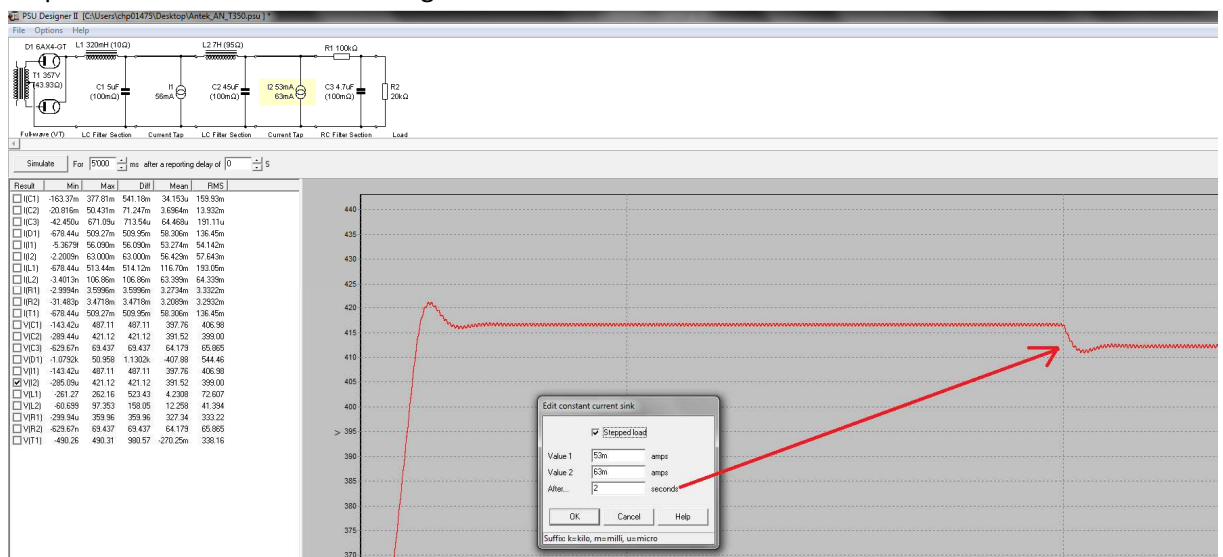 PSU Designer II [C:\Users\chp01475\Desktop\Antek_AN_T350.psu ] *
File Options Help
D1 6AX4-GT L1 320mH (10Ω) L2 7H (95Ω) R1 100kΩ
T1 357V
(43.93Ω)
C1 5uF
(100mΩ)
I1
56mA
C2 45uF
(100mΩ)
I2 53mA
63mA
C3 4.7uF
(100mΩ)
R2
20kΩ
Full-wave (VT) LC Filter Section Current Tap LC Filter Section Current Tap RC Filter Section Load
Simulate For 5'000 ms after a reporting delay of 0 S
Result Min Max Diff Mean RMS
I(C1) -163.37m 377.81m 541.18m 34.153u 159.93m
I(C2) -20.816m 50.431m 71.247m 3.6964m 13.932m
I(C3) -42.450u 671.09u 713.54u 64.468u 191.11u
I(D1) -678.44u 509.27m 509.95m 58.306m 136.45m
I(I1) -5.3679f 56.090m 56.090m 53.274m 54.142m
I(I2) -2.2009n 63.000m 63.000m 56.429m 57.643m
I(L1) -678.44u 513.44m 514.12m 116.70m 193.05m
I(L2) -3.4013n 106.86m 106.86m 63.399m 64.339m
I(R1) -2.9994n 3.5996m 3.5996m 3.2734m 3.3322m
I(R2) -31.483p 3.4718m 3.4718m 3.2089m 3.2932m
I(T1) -678.44u 509.27m 509.95m 58.306m 136.45m
V(C1) -143.42u 487.11 487.11 397.76 406.98
V(C2) -289.44u 421.12 421.12 391.52 399.00
V(C3) -629.67n 69.437 69.437 64.179 65.865
V(D1) -1.0792k 50.958 1.1302k -407.88 544.46
V(I1) -143.42u 487.11 487.11 397.76 406.98
V(I2) -285.09u 421.12 421.12 391.52 399.00
V(L1) -261.27 262.16 523.43 4.2308 72.607
V(L2) -60.699 97.353 158.05 12.258 41.394
V(R1) -299.94u 359.96 359.96 327.34 333.22
V(R2) -629.67n 69.437 69.437 64.179 65.865
V(T1) -490.26 490.31 980.57 -270.25m 338.16
440
435
430
425
420
415
410
405
400
> 395
390
385
380
375
370
Edit constant current sink
Stepped load
Value 1 53m amps
Value 2 63m amps
After... 2 seconds
OK Cancel Help
Suffix k=kilo, m=milli, u=micro